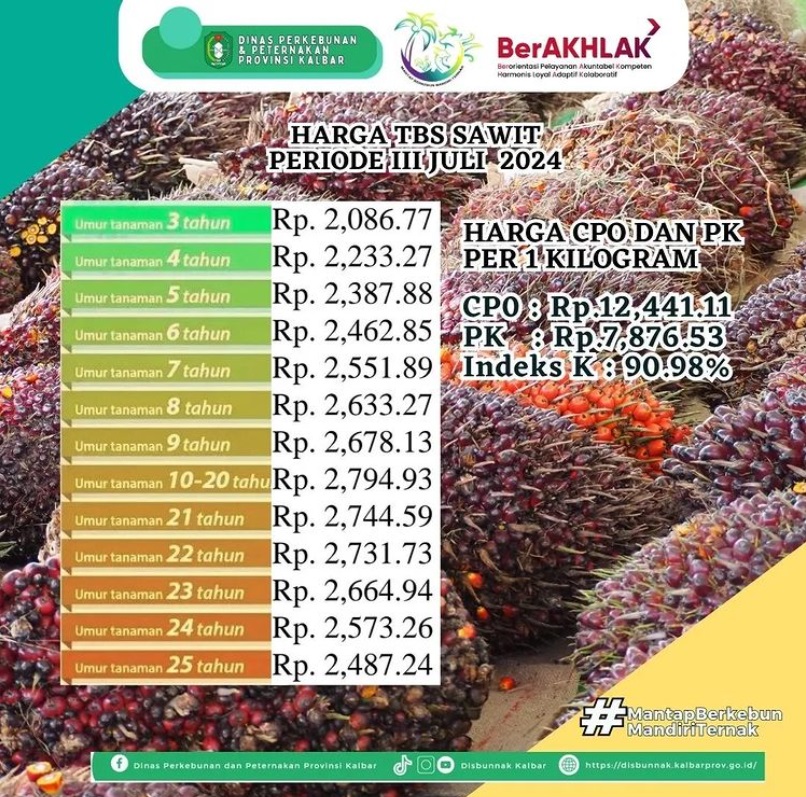 DINAS PERKEBUNAN
& PETERNAKAN
PROVINSI KALBAR
BerAKHLAK
Berorientasi Pelayanan Akuntabel Kompeten
Harmonis Loyal Adaptif Kolaboratif
HARGA TBS SAWIT
PERIODE III JULI 2024
Umur tanaman 3 tahun Rp. 2,086.77
Umur tanaman 4 tahun Rp. 2,233.27
Umur tanaman 5 tahun Rp. 2,387.88
Umur tanaman 6 tahun Rp. 2,462.85
Umur tanaman 7 tahun Rp. 2,551.89
Umur tanaman 8 tahun Rp. 2,633.27
Umur tanaman 9 tahun Rp. 2,678.13
Umur tanaman 10-20 tahu Rp. 2,794.93
Umur tanaman 21 tahun Rp. 2,744.59
Umur tanaman 22 tahun Rp. 2,731.73
Umur tanaman 23 tahun Rp. 2,664.94
Umur tanaman 24 tahun Rp. 2,573.26
Umur tanaman 25 tahun Rp. 2,487.24
HARGA CPO DAN PK
PER 1 KILOGRAM
CPO : Rp.12,441.11
PK : Rp.7,876.53
Indeks K : 90.98%
#MantapBerkebun
MandiriTernak
Dinas Perkebunan dan Peternakan Provinsi Kalbar Disbunnak Kalbar https://disbunnak.kalbarprov.go.id/